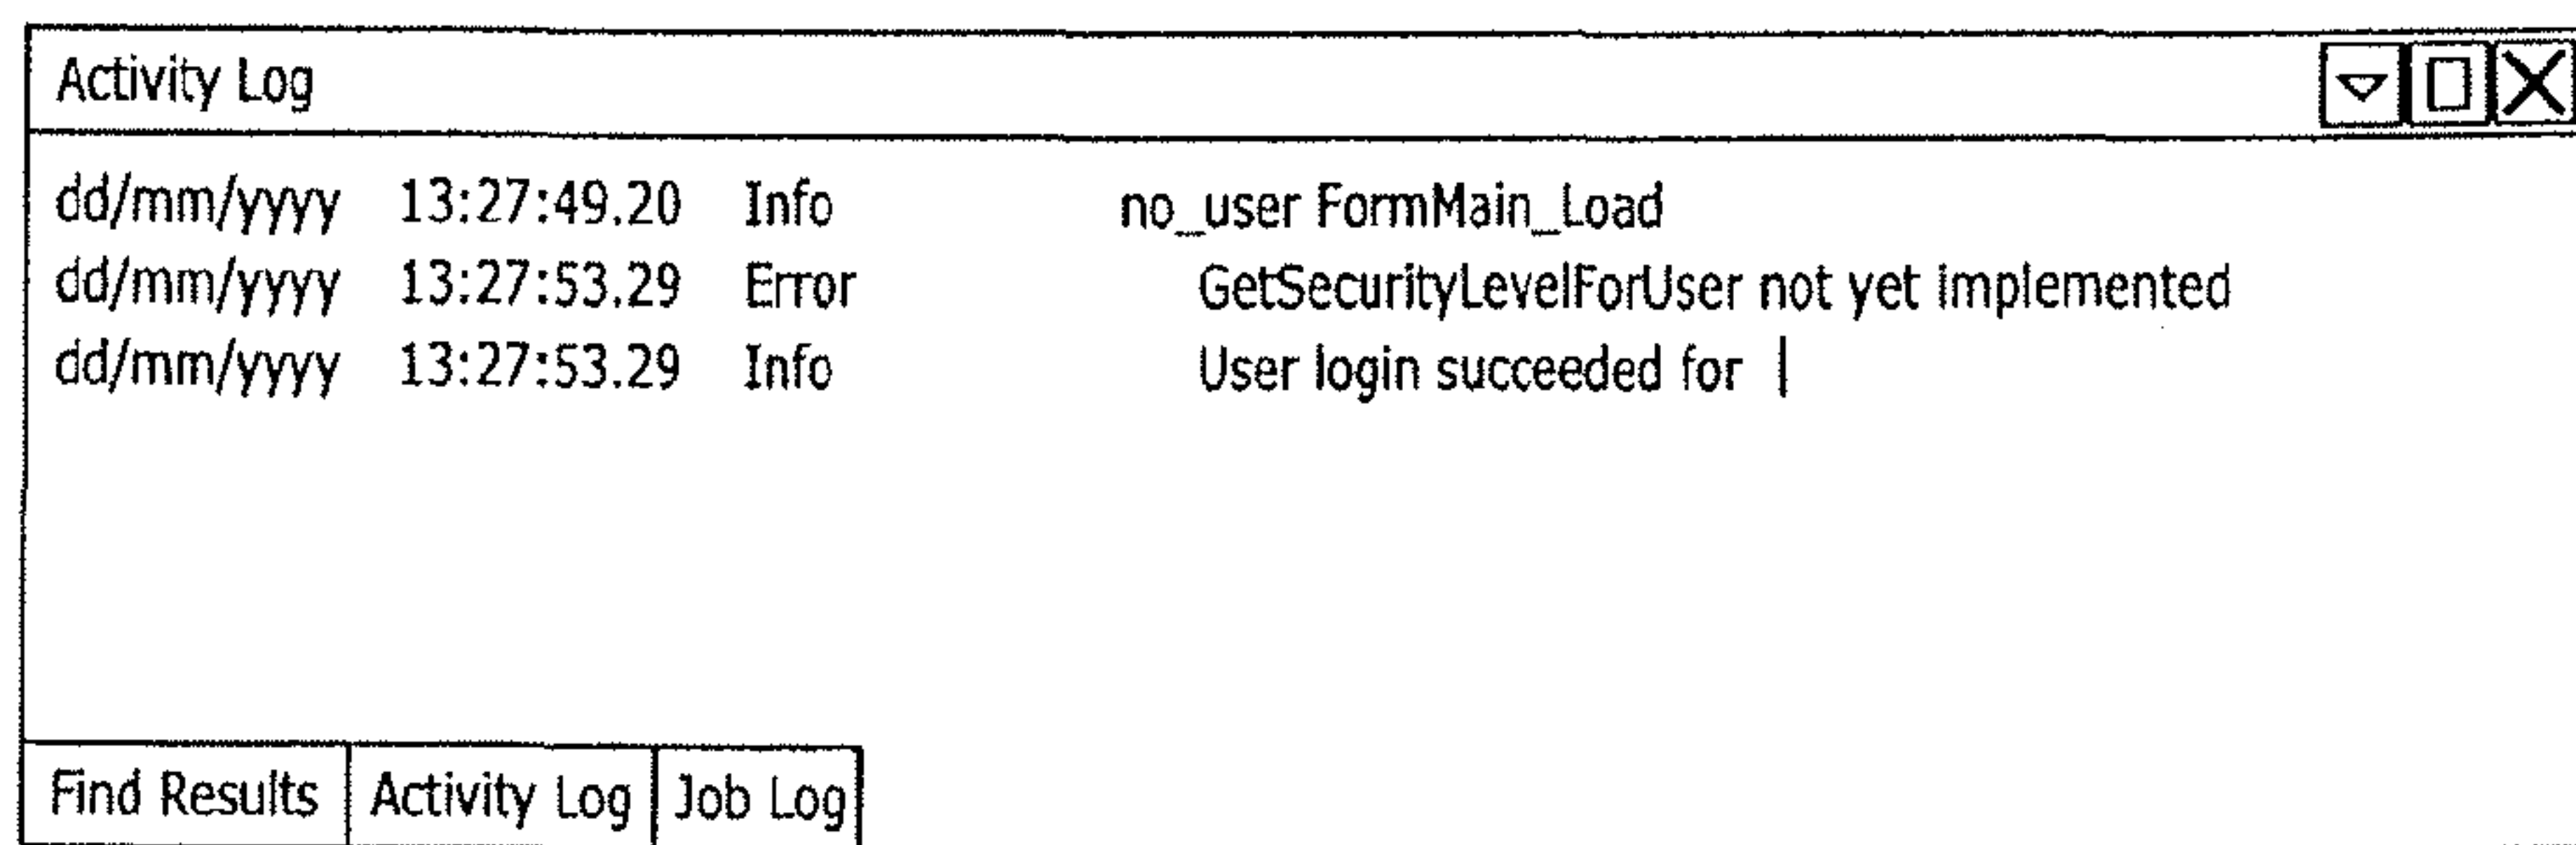 Activity Log
dd/mm/yyyy 13:27:49.20 Info no_user FormMain_Load
dd/mm/yyyy 13:27:53.29 Error GetSecurityLevelForUser not yet implemented
dd/mm/yyyy 13:27:53.29 Info User login succeeded for |
Find Results Activity Log Job Log